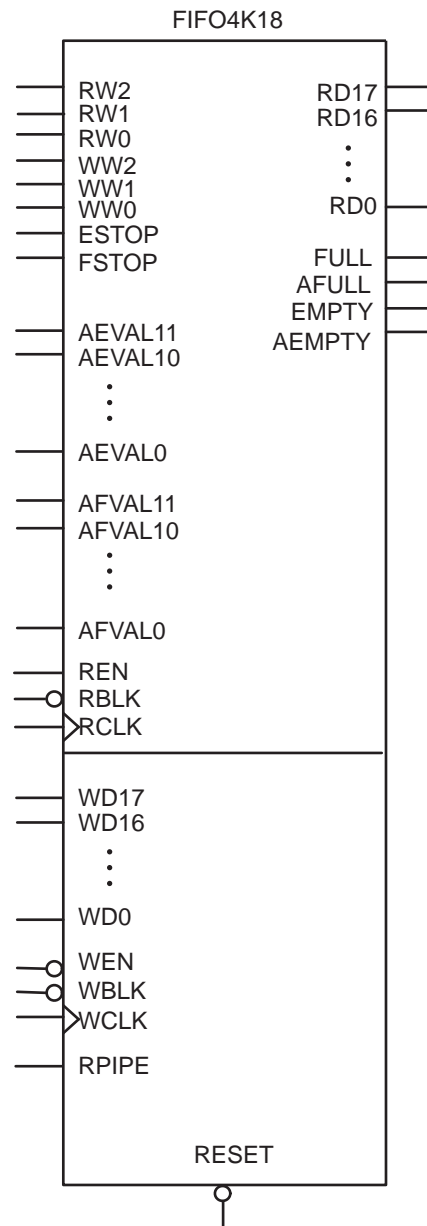 FIFO4K18
RW2
RW1
RW0
WW2
WW1
WW0
ESTOP
FSTOP
AEVAL11
AEVAL10
AEVAL0
AFVAL11
AFVAL10
AFVAL0
REN
RBLK
RCLK
RD17
RD16
RD0
FULL
AFULL
EMPTY
AEMPTY
WD17
WD16
WD0
WEN
WBLK
WCLK
RPIPE
RESET